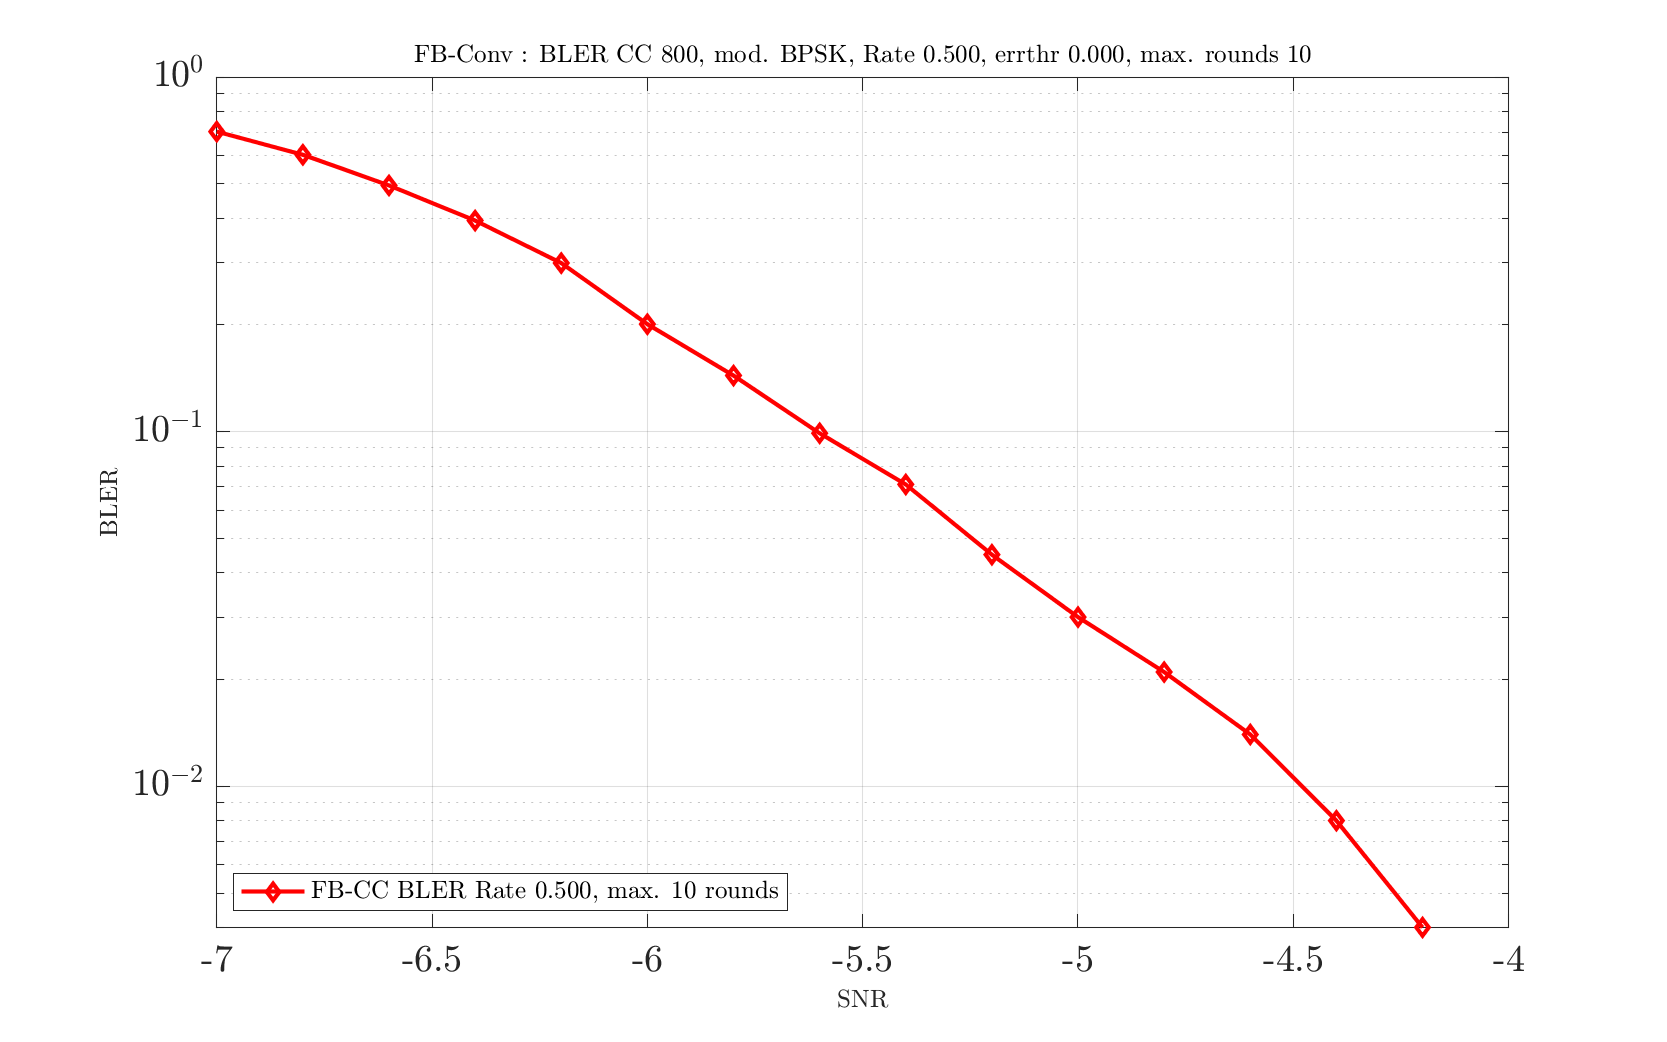 FB-Conv : BLER CC 800, mod. BPSK, Rate 0.500, errthr 0.000, max. rounds 10
10⁰
10⁻¹
10⁻²
BLER
FB-CC BLER Rate 0.500, max. 10 rounds
-7 -6.5 -6 -5.5 -5 -4.5 -4
SNR